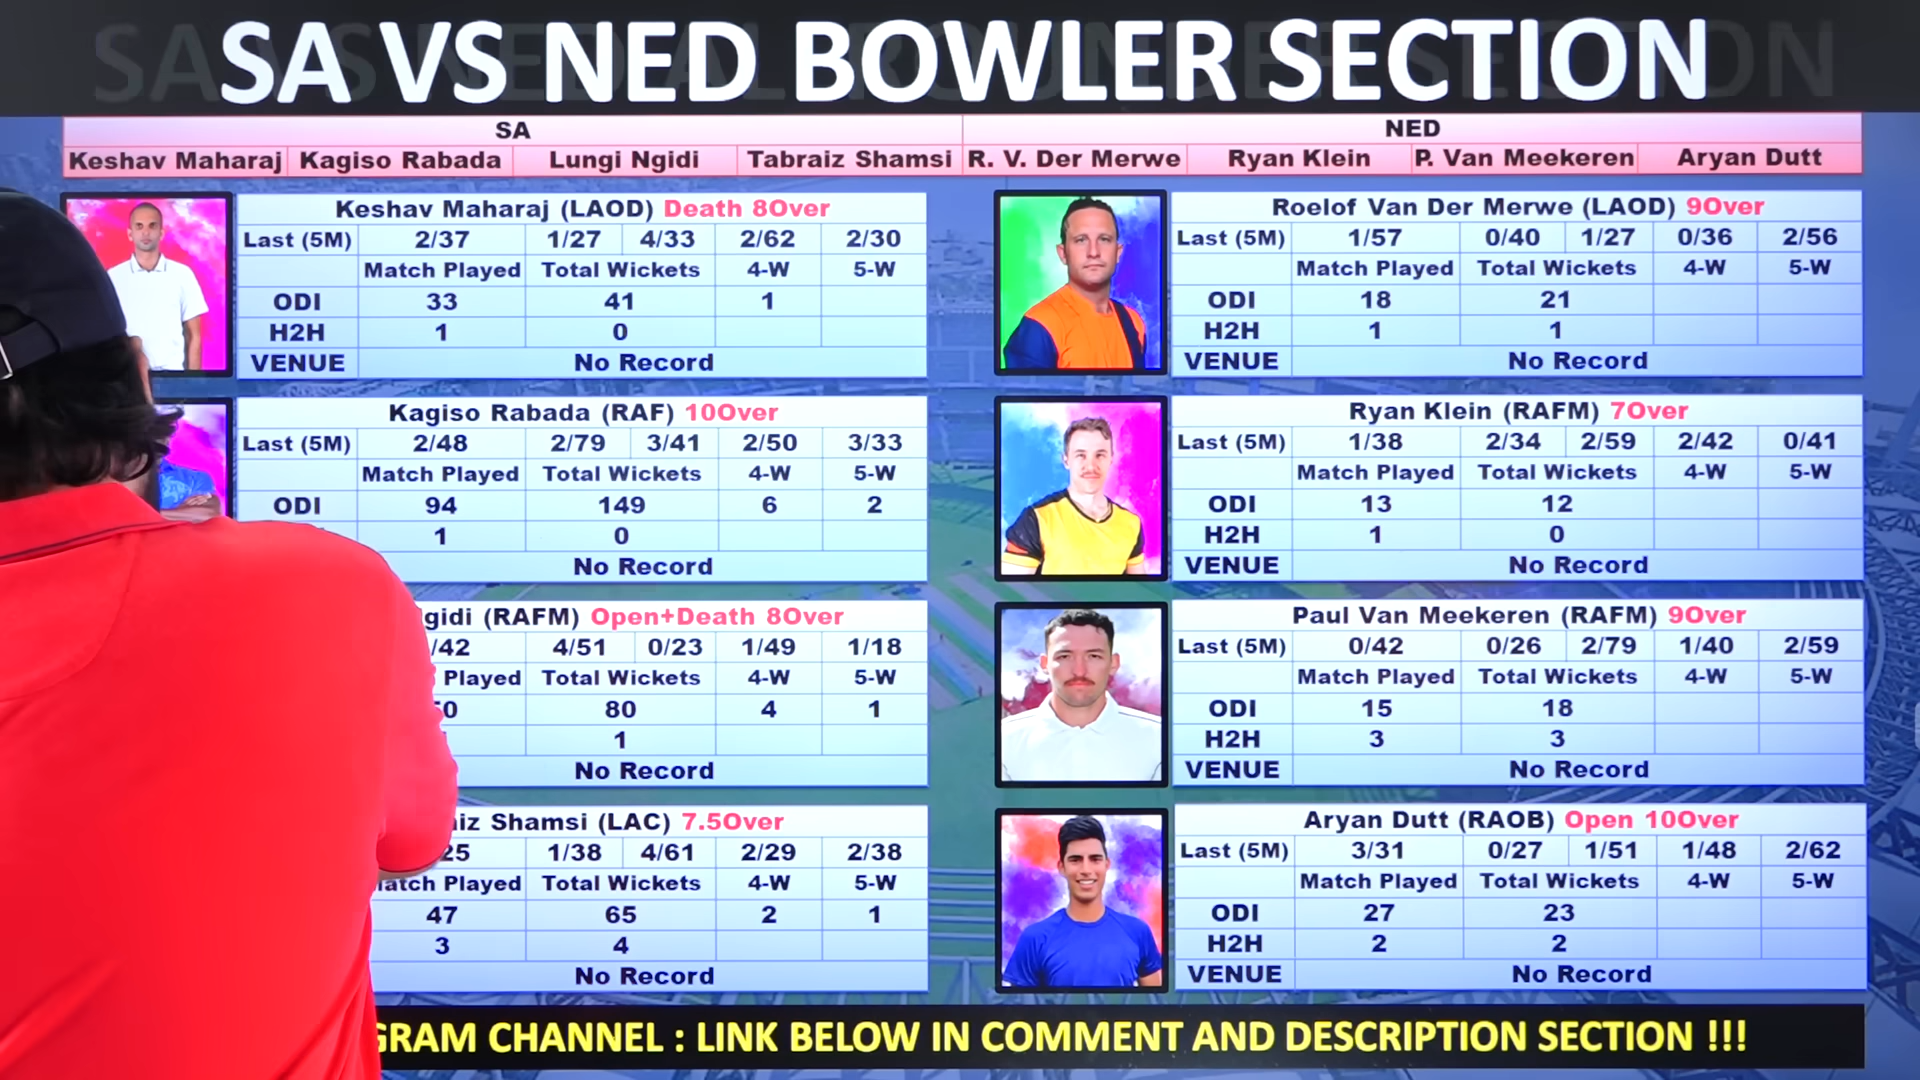 SA VS NED BOWLER SECTION
SA NED
Keshav Maharaj Kagiso Rabada Lungi Ngidi Tabraiz Shamsi R. V. Der Merwe Ryan Klein P. Van Meekeren Aryan Dutt
Keshav Maharaj (LAOD) Death 8Over
Last (5M) 2/37 1/27 4/33 2/62 2/30
Match Played Total Wickets 4-W 5-W
ODI 33 41 1
H2H 1 0
VENUE No Record
Kagiso Rabada (RAF) 10Over
Last (5M) 2/48 2/79 3/41 2/50 3/33
Match Played Total Wickets 4-W 5-W
ODI 94 149 6 2
1 0
No Record
gidi (RAFM) Open+Death 8Over
/42 4/51 0/23 1/49 1/18
Played Total Wickets 4-W 5-W
0 80 4 1
1
No Record
iz Shamsi (LAC) 7.5Over
25 1/38 4/61 2/29 2/38
atch Played Total Wickets 4-W 5-W
47 65 2 1
3 4
No Record
Roelof Van Der Merwe (LAOD) 9Over
Last (5M) 1/57 0/40 1/27 0/36 2/56
Match Played Total Wickets 4-W 5-W
ODI 18 21
H2H 1 1
VENUE No Record
Ryan Klein (RAFM) 7Over
Last (5M) 1/38 2/34 2/59 2/42 0/41
Match Played Total Wickets 4-W 5-W
ODI 13 12
H2H 1 0
VENUE No Record
Paul Van Meekeren (RAFM) 9Over
Last (5M) 0/42 0/26 2/79 1/40 2/59
Match Played Total Wickets 4-W 5-W
ODI 15 18
H2H 3 3
VENUE No Record
Aryan Dutt (RAOB) Open 10Over
Last (5M) 3/31 0/27 1/51 1/48 2/62
Match Played Total Wickets 4-W 5-W
ODI 27 23
H2H 2 2
VENUE No Record
GRAM CHANNEL : LINK BELOW IN COMMENT AND DESCRIPTION SECTION !!!